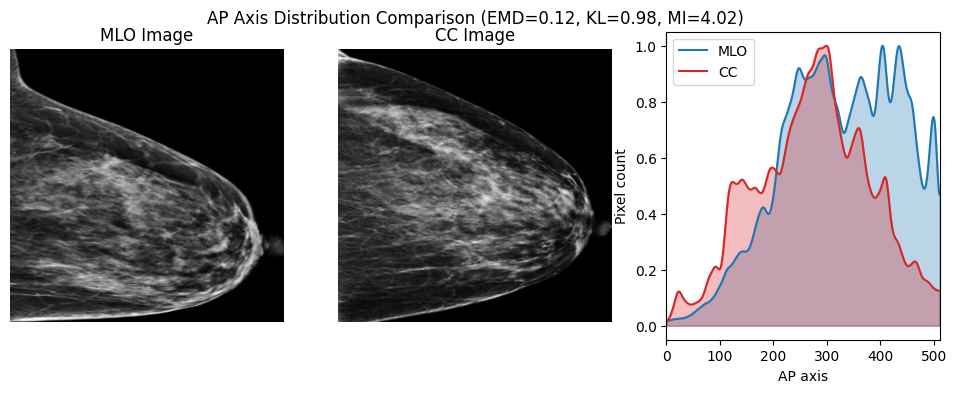 AP Axis Distribution Comparison (EMD=0.12, KL=0.98, MI=4.02)
MLO Image
CC Image
MLO
CC
Pixel count
1.0
0.8
0.6
0.4
0.2
0.0
0 100 200 300 400 500
AP axis